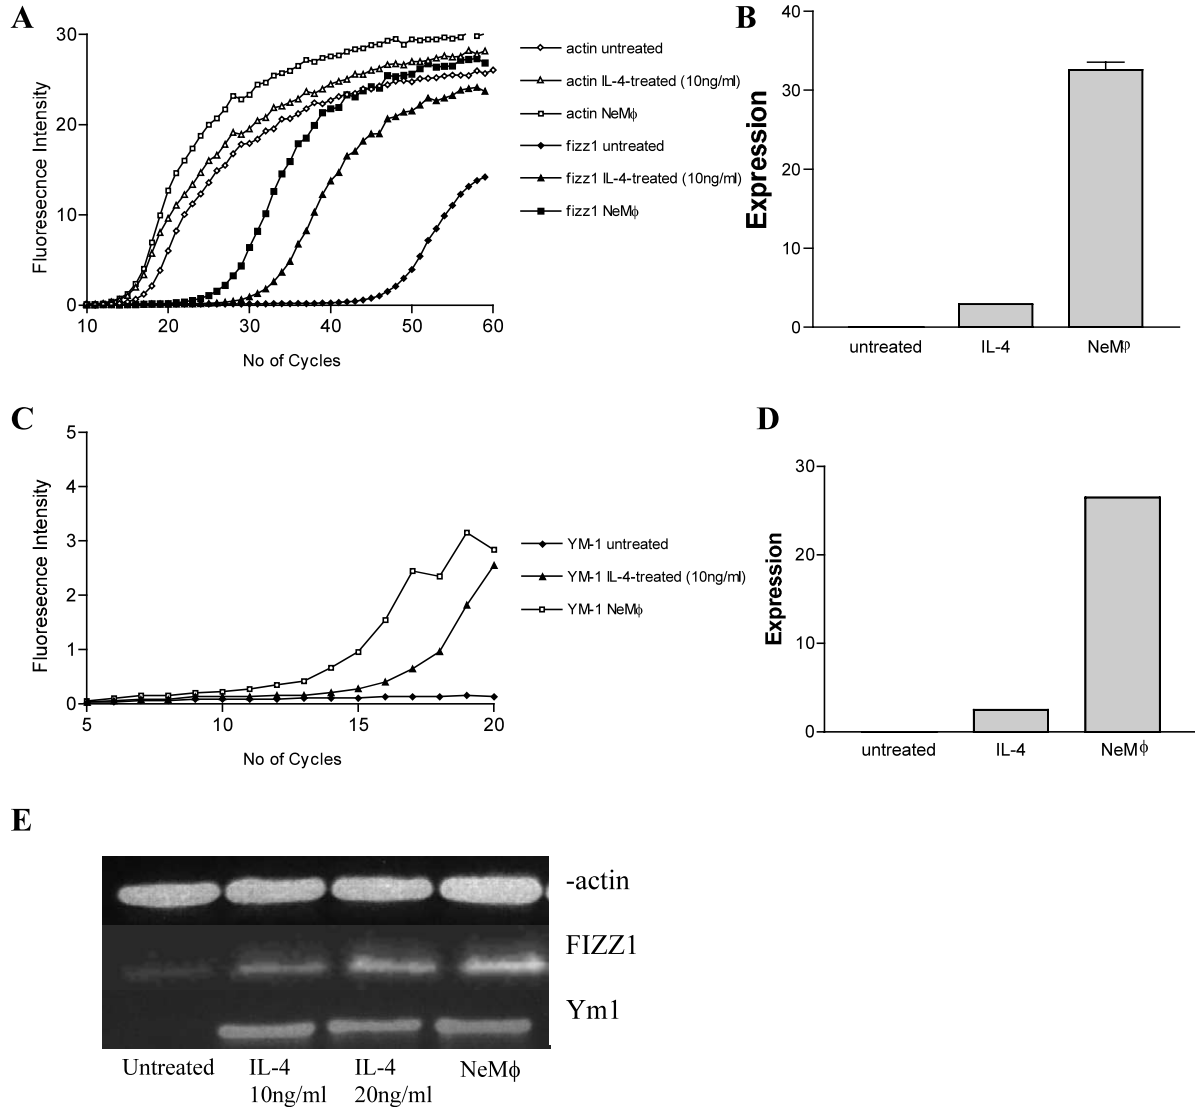 A
Fluoresecnce Intensity
30
20
10
0
10 20 30 40 50 60
No of Cycles
actin untreated
actin IL-4-treated (10ng/ml)
actin NeMϕ
fizz1 untreated
fizz1 IL-4-treated (10ng/ml)
fizz1 NeMϕ
B
Expression
40
30
20
10
0
untreated IL-4 NeMφ
C
Fluoresecnce Intensity
5
4
3
2
1
0
5 10 15 20
No of Cycles
YM-1 untreated
YM-1 IL-4-treated (10ng/ml)
YM-1 NeMϕ
D
Expression
30
20
10
0
untreated IL-4 NeMϕ
E
-actin
FIZZ1
Ym1
Untreated IL-4 IL-4 NeMϕ
10ng/ml 20ng/ml